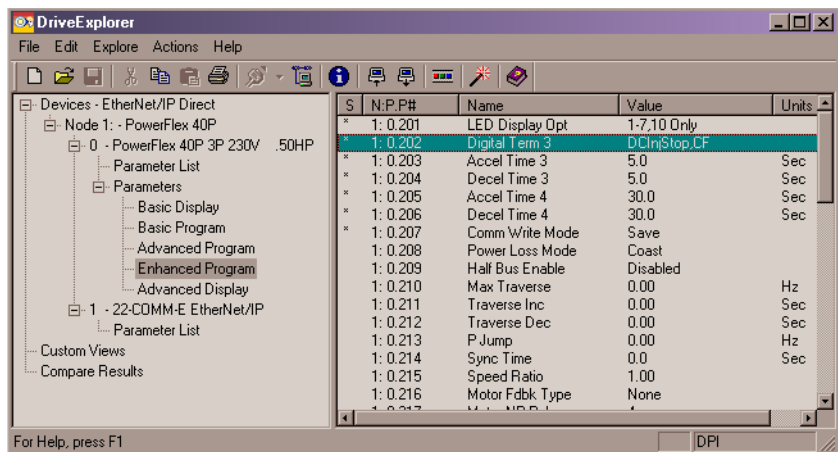 DriveExplorer
File Edit Explore Actions Help
Devices - EtherNet/IP Direct
Node 1: - PowerFlex 40P
0 - PowerFlex 40P 3P 230V .50HP
Parameter List
Parameters
Basic Display
Basic Program
Advanced Program
Enhanced Program
Advanced Display
1 - 22-COMM-E EtherNet/IP
Parameter List
Custom Views
Compare Results
S N:P.P# Name Value Units
* 1: 0.201 LED Display Opt 1-7,10 Only
* 1: 0.202 Digital Term 3 DCInjStop,CF
* 1: 0.203 Accel Time 3 5.0 Sec
* 1: 0.204 Decel Time 3 5.0 Sec
* 1: 0.205 Accel Time 4 30.0 Sec
* 1: 0.206 Decel Time 4 30.0 Sec
* 1: 0.207 Comm Write Mode Save
1: 0.208 Power Loss Mode Coast
1: 0.209 Half Bus Enable Disabled
1: 0.210 Max Traverse 0.00 Hz
1: 0.211 Traverse Inc 0.00 Sec
1: 0.212 Traverse Dec 0.00 Sec
1: 0.213 P Jump 0.00 Hz
1: 0.214 Sync Time 0.0 Sec
1: 0.215 Speed Ratio 1.00
1: 0.216 Motor Fdbk Type None
For Help, press F1
DPI